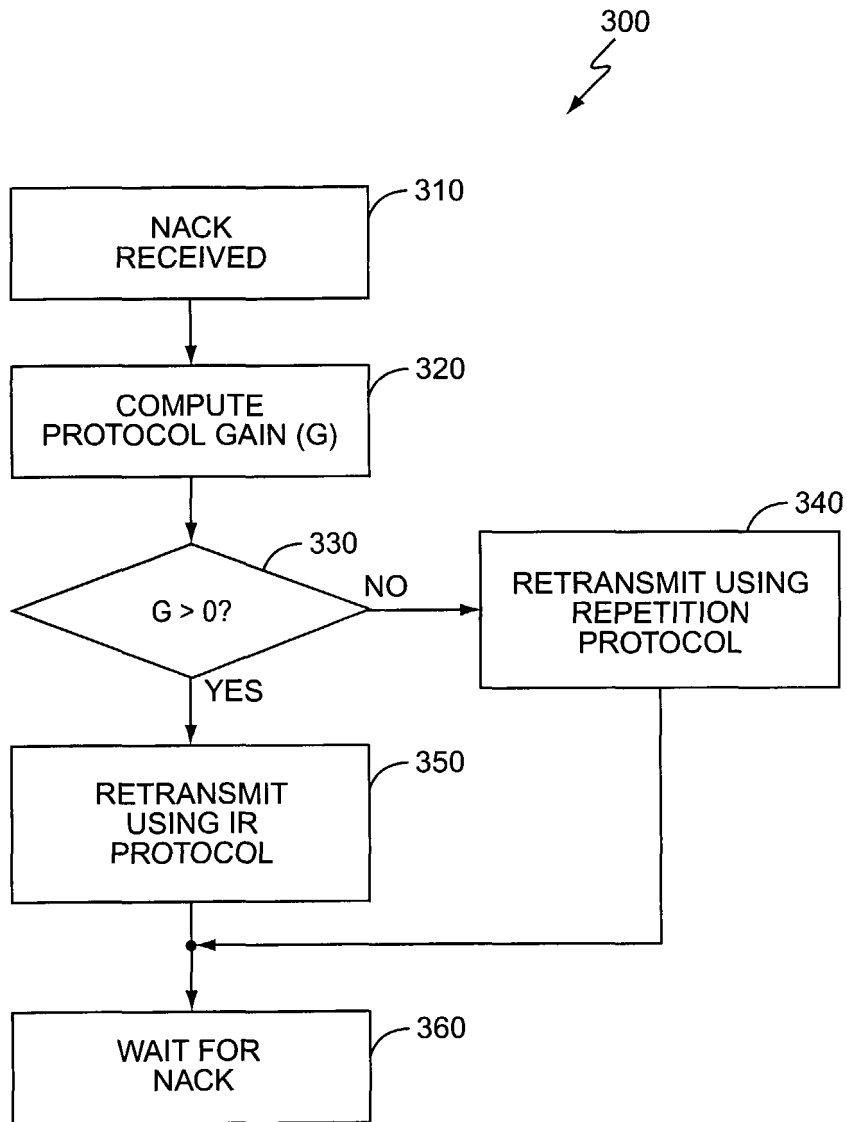 300
310
NACK
RECEIVED
320
COMPUTE
PROTOCOL GAIN (G)
330
G > 0?
NO
YES
340
RETRANSMIT USING
REPETITION
PROTOCOL
350
RETRANSMIT
USING IR
PROTOCOL
360
WAIT FOR
NACK